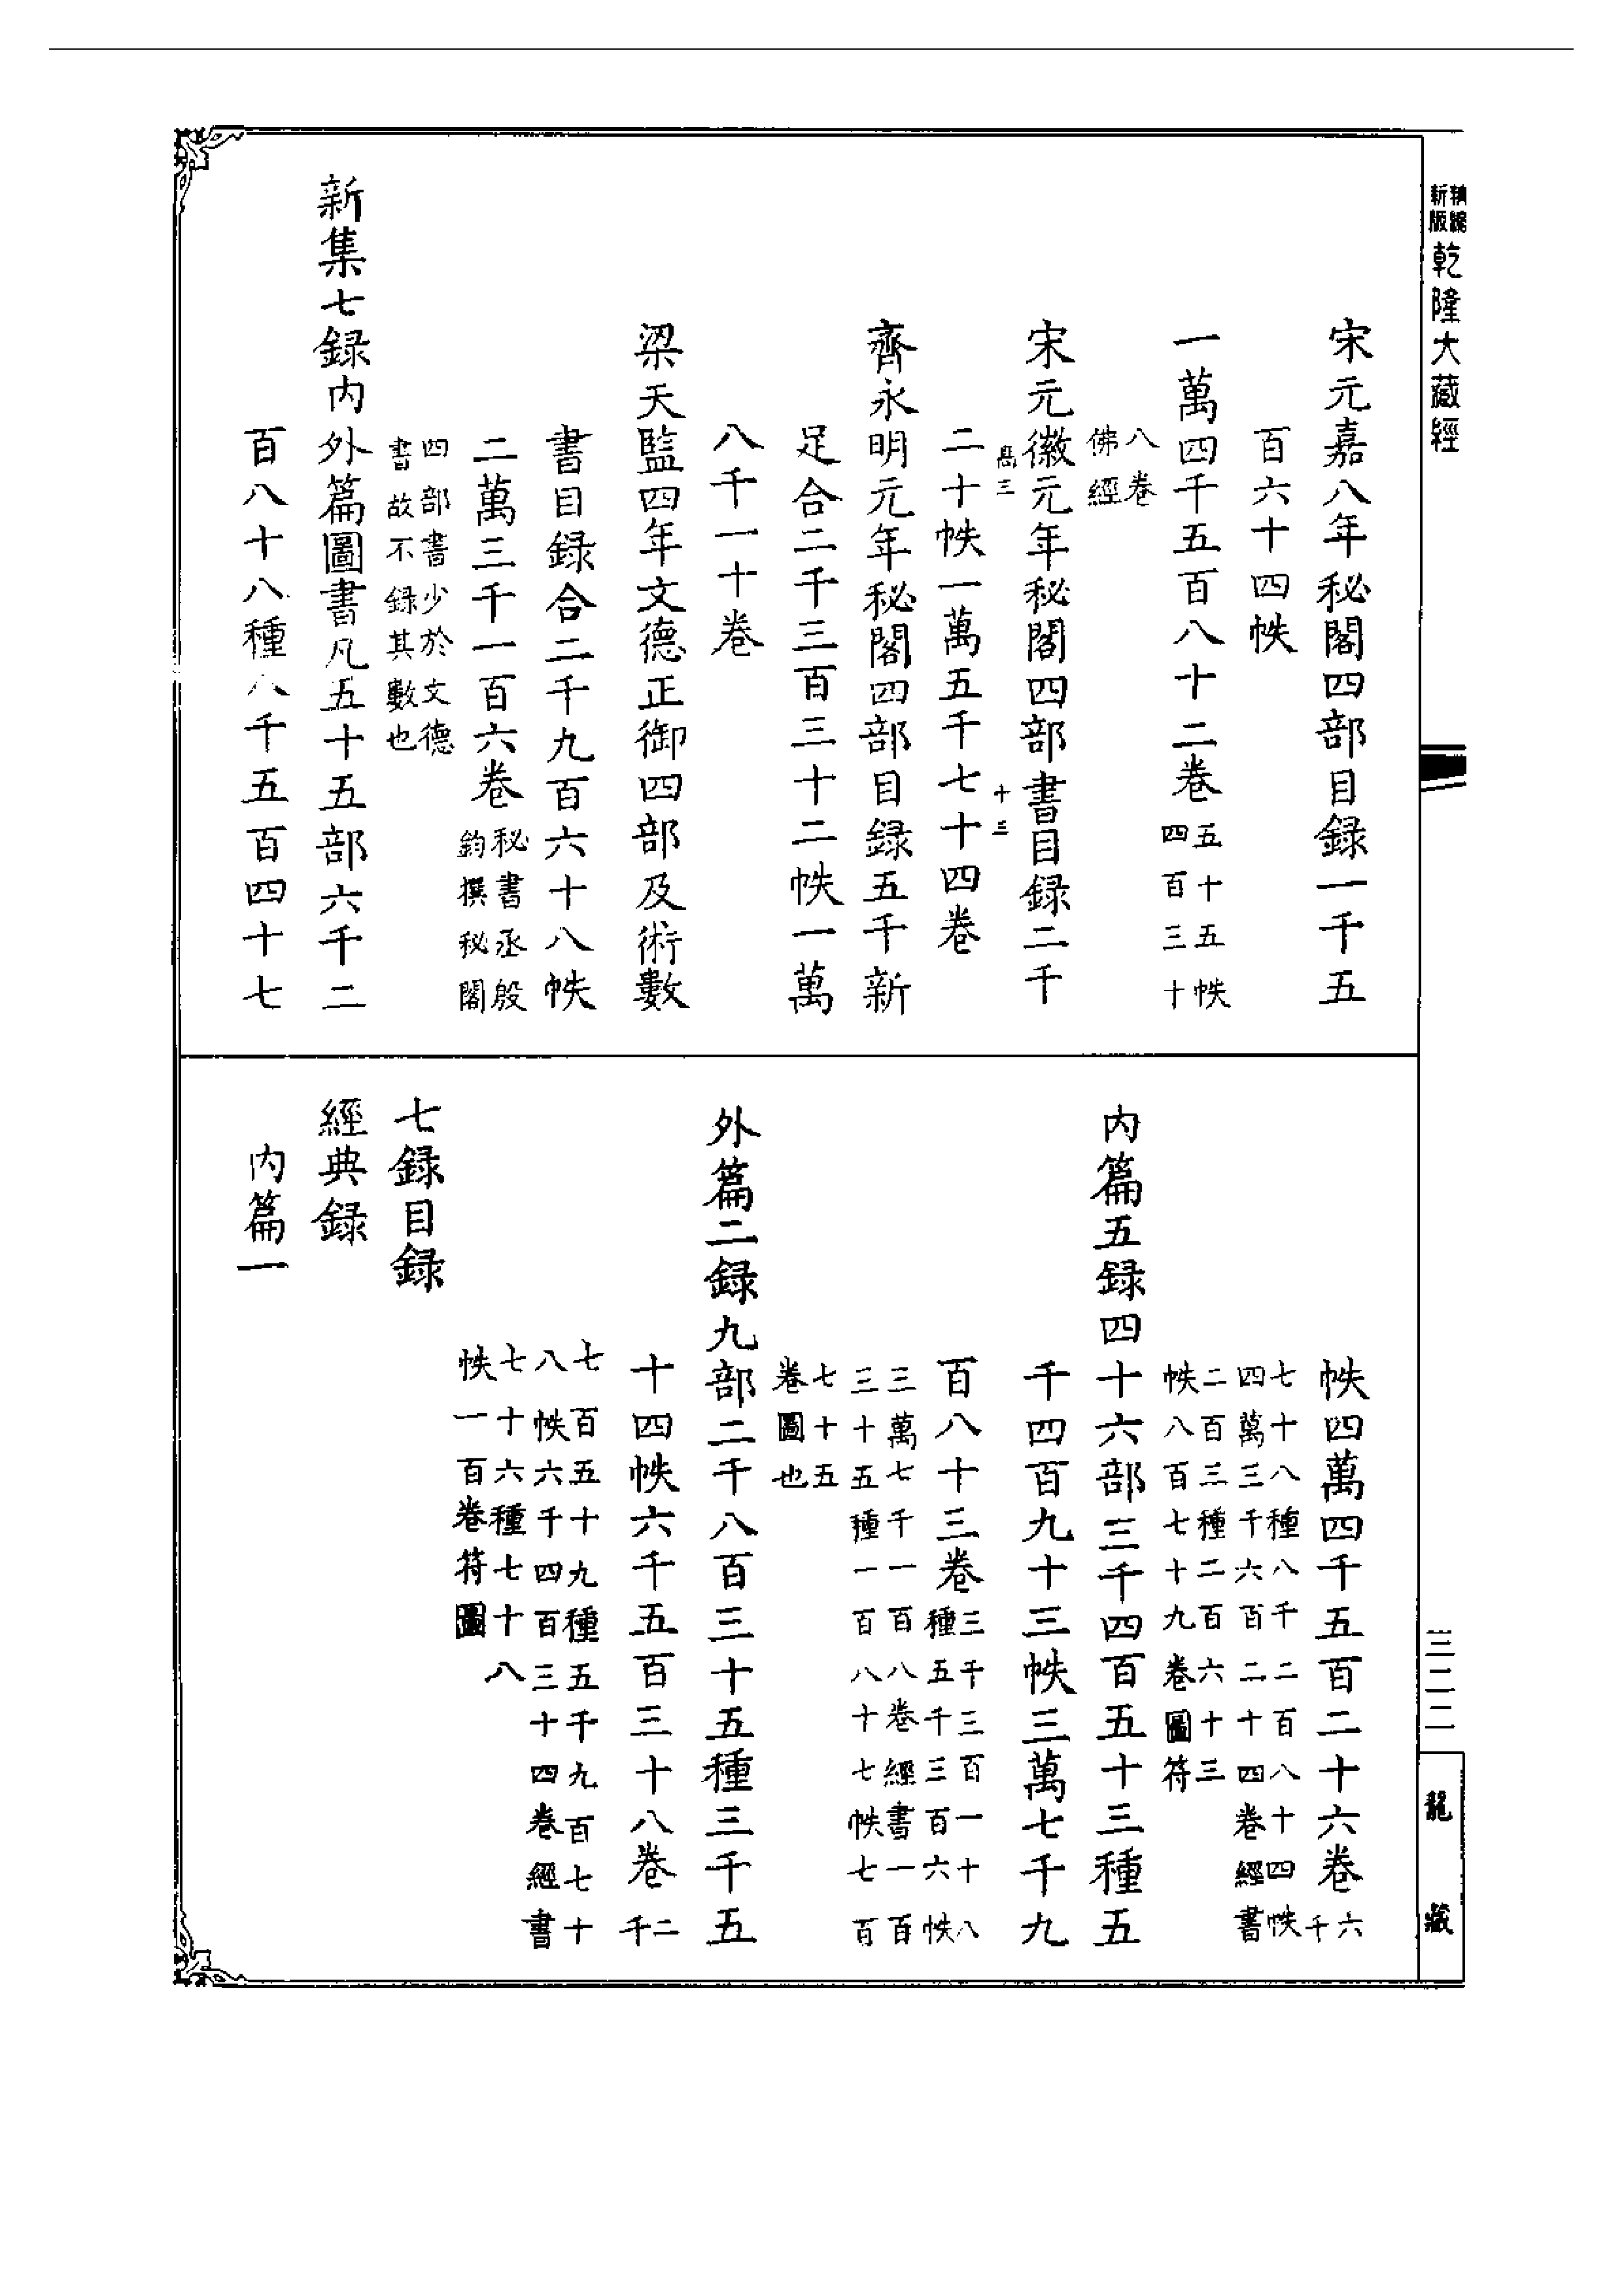 精編
新版
乾隆大藏經
宋元嘉八年秘閣四部目録一千五
百六十四帙
一萬四千五百八十二卷五十五帙四百三十
八卷佛經
宋元徽元年秘閣四部書目録二千
十三
二十帙一萬五千七十四卷
齊永明元年秘閣四部目録五千新
足合二千三百三十二帙一萬
八千一十卷
梁天監四年文德正御四部及術數
書目録合二千九百六十八帙
二萬三千一百六卷秘書丞殷鈞撰秘閣
四部書少於文德
書故不録其數也
新集七録内外篇圖書凡五十五部六千二
百八十八種八千五百四十七
帙四萬四千五百二十六卷六千
七十八種八千二百八十四帙
四萬三千六百二十四卷經書
二百三種二百六十三
帙八百七十九卷圖符
内篇五録四十六部三千四百五十三種五
千四百九十三帙三萬七千九
百八十三卷三千三百一十八種五千三百六帙
三萬七千一百八卷經書一百
三十五種一百八十七帙七百
七十五
卷圖也
外篇二録九部二千八百三十五種三千五
十四帙六千五百三十八卷二千
七百五十九種五千九百七十
八帙六千四百三十四卷經書
七十六種七十八
帙一百卷符圖
七録目録
經典録
内篇一
三二二
龍藏